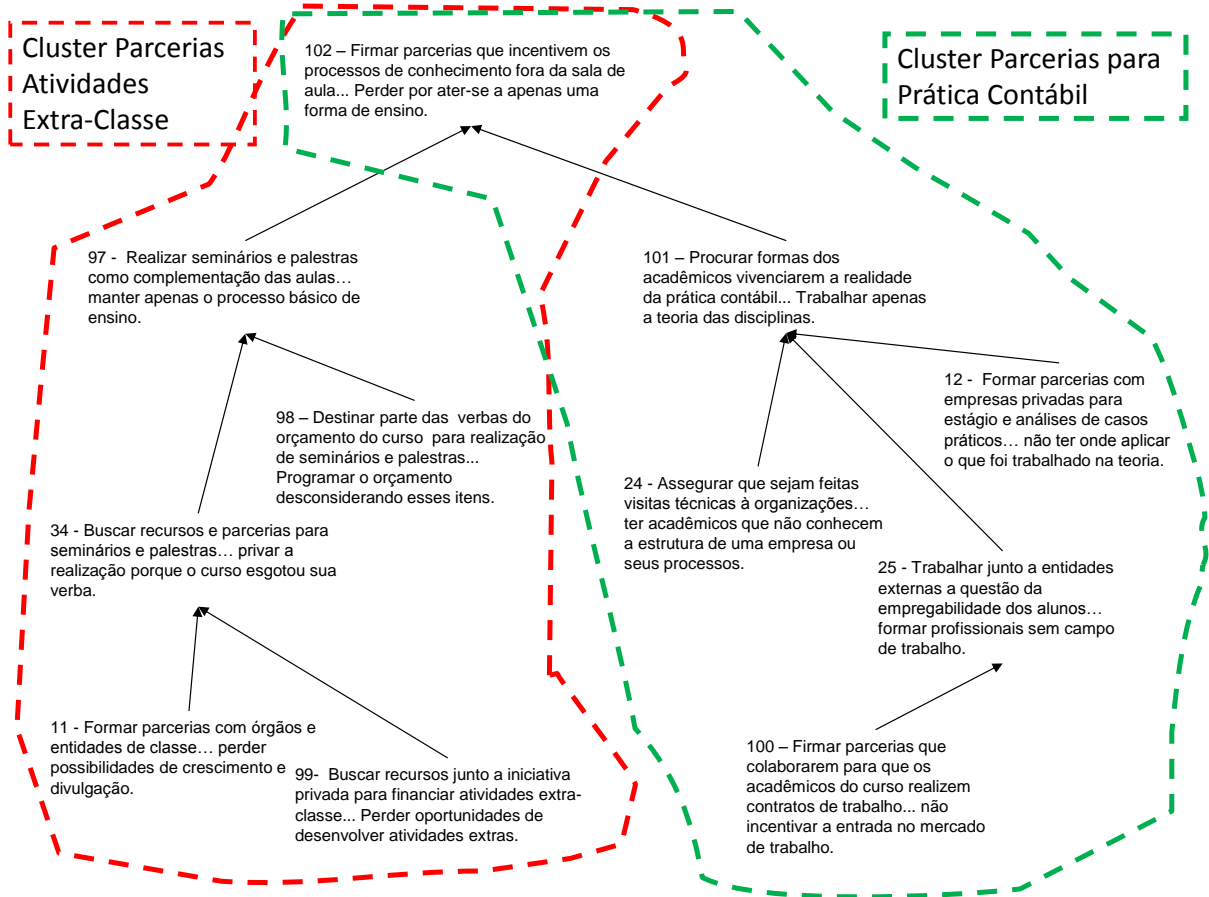 Cluster Parcerias
Atividades
Extra-Classe
102 – Firmar parcerias que incentivem os
processos de conhecimento fora da sala de
aula... Perder por ater-se a apenas uma
forma de ensino.
Cluster Parcerias para
Prática Contábil
97 - Realizar seminários e palestras
como complementação das aulas…
manter apenas o processo básico de
ensino.
101 – Procurar formas dos
acadêmicos vivenciarem a realidade
da prática contábil... Trabalhar apenas
a teoria das disciplinas.
98 – Destinar parte das verbas do
orçamento do curso para realização
de seminários e palestras...
Programar o orçamento
desconsiderando esses itens.
12 - Formar parcerias com
empresas privadas para
estágio e análises de casos
práticos… não ter onde aplicar
o que foi trabalhado na teoria.
24 - Assegurar que sejam feitas
visitas técnicas à organizações…
ter acadêmicos que não conhecem
a estrutura de uma empresa ou
seus processos.
34 - Buscar recursos e parcerias para
seminários e palestras… privar a
realização porque o curso esgotou sua
verba.
25 - Trabalhar junto a entidades
externas a questão da
empregabilidade dos alunos…
formar profissionais sem campo
de trabalho.
11 - Formar parcerias com órgãos e
entidades de classe… perder
possibilidades de crescimento e
divulgação.
99- Buscar recursos junto a iniciativa
privada para financiar atividades extra-
classe... Perder oportunidades de
desenvolver atividades extras.
100 – Firmar parcerias que
colaborarem para que os
acadêmicos do curso realizem
contratos de trabalho... não
incentivar a entrada no mercado
de trabalho.